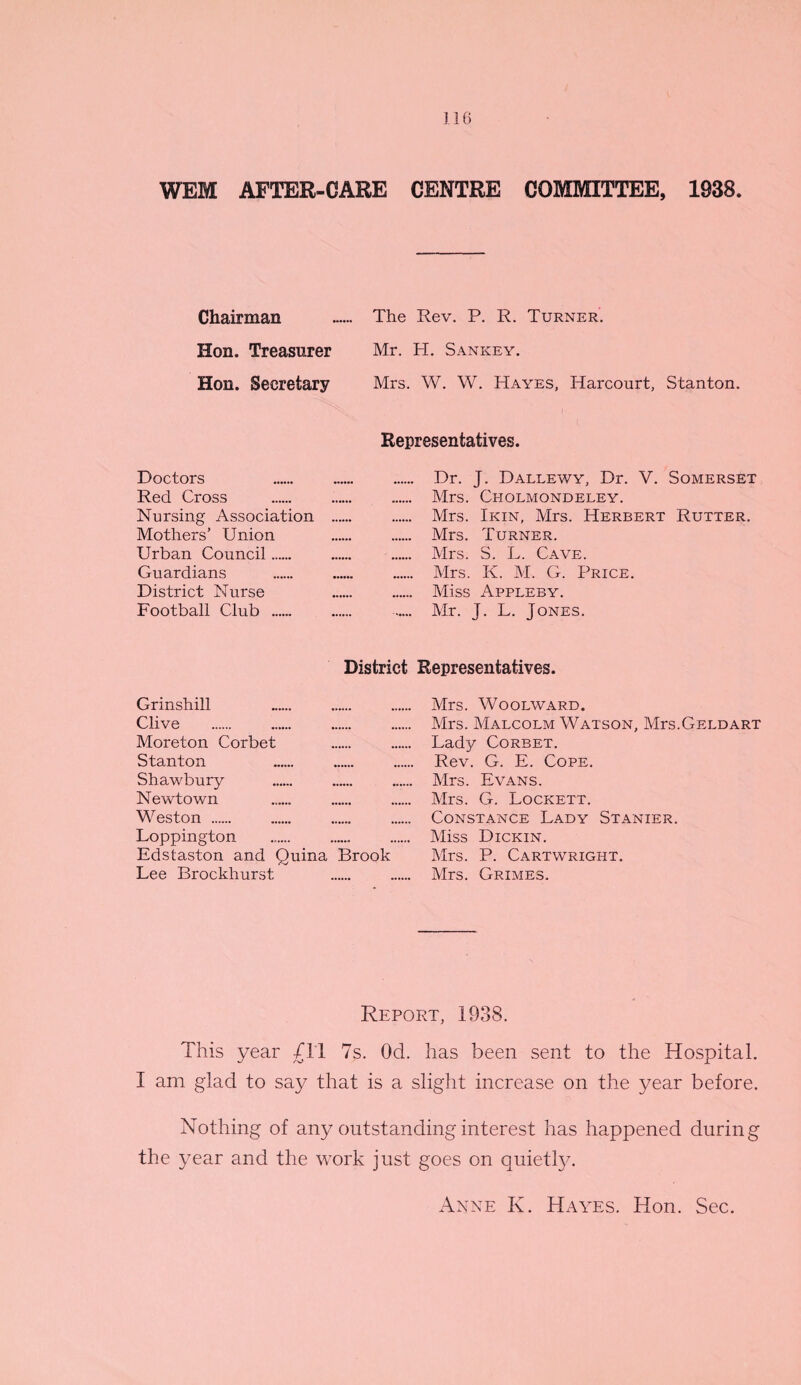 116
WEM AFTER-CARE CENTRE COMMITTEE, 1938.
Chairman ...... The Rev. P. R. Turner.
Hon. Treasurer Mr. H. Sankey.
Hon. Secretary Mrs. W. W. Hayes, Harcourt, Stanton.
Representatives.
Doctors ...... ...... ...... Dr. J. Dallewy, Dr. V. Somerset
Red Cross ...... ...... ...... Mrs. Cholmondeley.
Nursing Association ...... ...... Mrs. Ikin, Mrs. Herbert Rutter.
Mothers' Union ...... ...... Mrs. Turner.
Urban Council ...... ...... ...... Mrs. S. L. Cave.
Guardians ...... ...... ...... Mrs. K. M. G. Price.
District Nurse ...... ...... Miss Appleby.
Football Club ...... ...... ...... Mr. J. L. Jones.
District Representatives.
Grinshill ...... ...... ...... Mrs. Woolward.
Clive ...... ...... ...... ...... Mrs. Malcolm Watson, Mrs.Geldart
Moreton Corbet ...... ...... Lady Corbet.
Stanton ...... ...... ...... Rev. G. E. Cope.
Shawbury ...... ...... ...... Mrs. Evans.
Newtown ...... ...... ...... Mrs. G. Lockett.
Weston ...... ...... ...... ...... Constance Lady Stanier.
Loppington ...... ...... ...... Miss Dickin.
Edstaston and Quina Brook Mrs. P. Cartwright.
Lee Brockhurst ...... ...... Mrs. Grimes.
Report, 1938.
This year £11 7s. 0d. has been sent to the Hospital.
I am glad to say that is a slight increase on the year before.
Nothing of any outstanding interest has happened during
the year and the work just goes on quietly.
Anne K. Hayes. Hon. Sec.